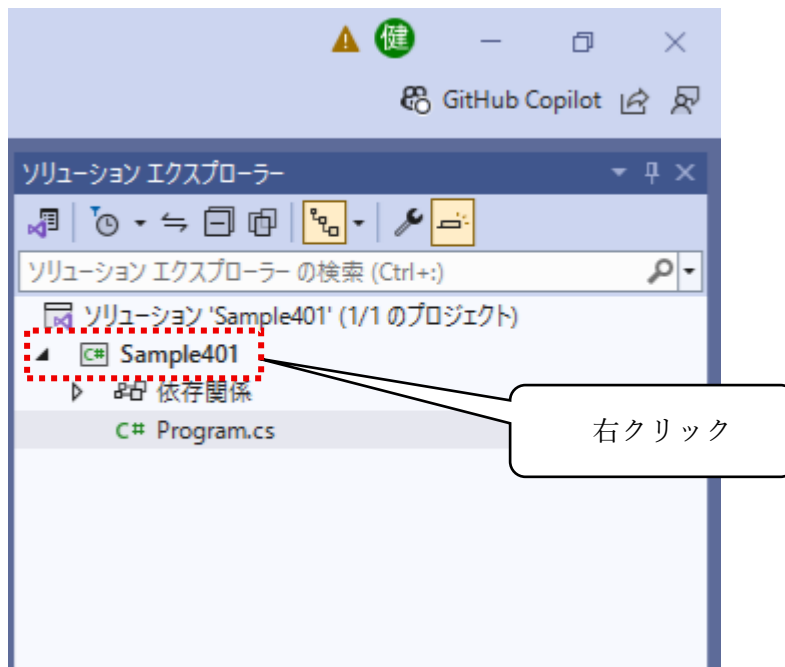 健
GitHub Copilot
ソリューション エクスプローラー
ソリューション エクスプローラー の検索 (Ctrl+:)
ソリューション 'Sample401' (1/1 のプロジェクト)
C# Sample401
依存関係
C# Program.cs
右クリック